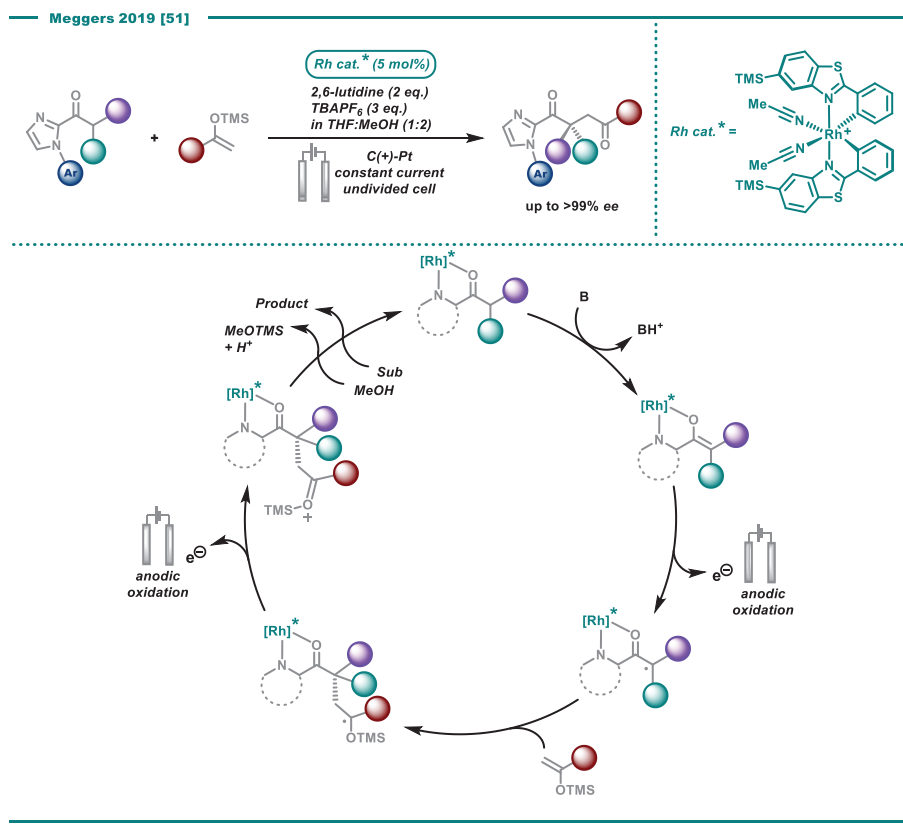 Meggers 2019 [51]
O
N
N
Ar
+
OTMS
Rh cat.* (5 mol%)
2,6-lutidine (2 eq.)
TBAPF6 (3 eq.)
in THF:MeOH (1:2)
C(+)-Pt
constant current
undivided cell
O
N
N
O
Ar
up to >99% ee
Rh cat.* =
TMS
S
N
Me
N
Rh+
N
Me
N
TMS
S
[Rh]*
O
N
B
BH+
Product
MeOTMS
+ H+
Sub
MeOH
[Rh]*
O
N
[Rh]*
O
N
TMS
O
+
e⊖
anodic
oxidation
e⊖
anodic
oxidation
[Rh]*
O
N
OTMS
[Rh]*
O
N
OTMS